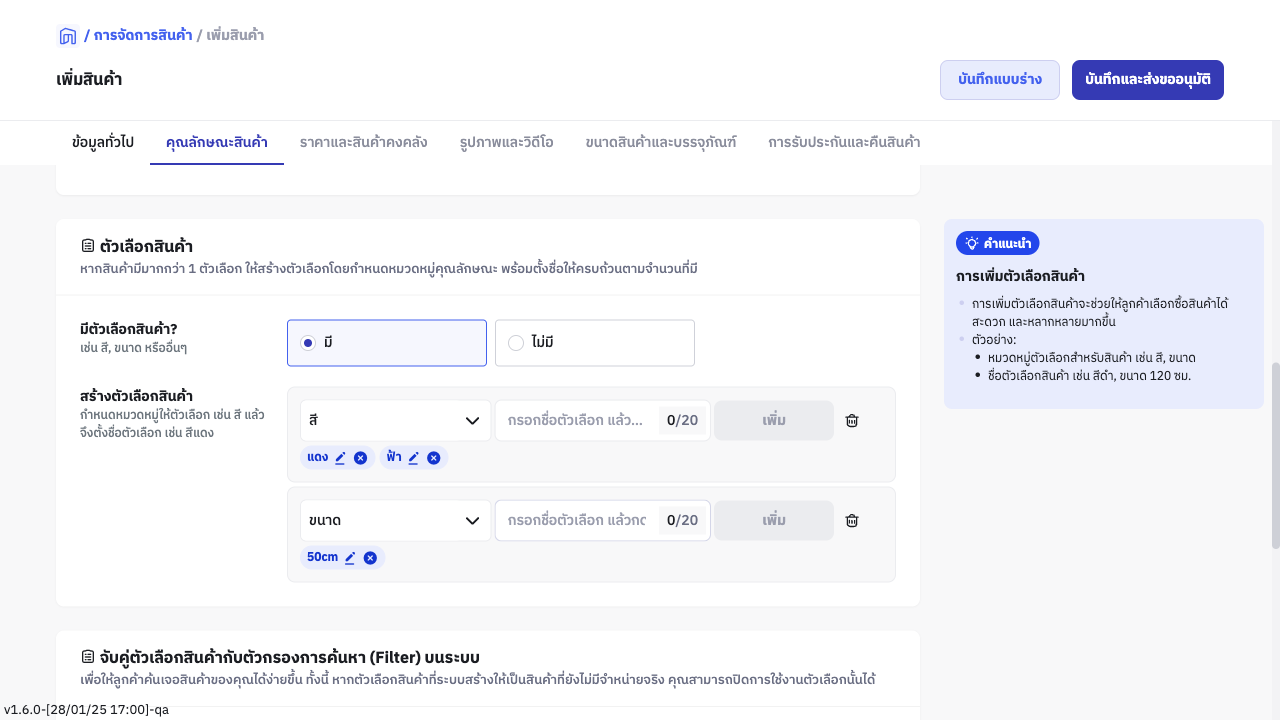 / การจัดการสินค้า / เพิ่มสินค้า
เพิ่มสินค้า
บันทึกแบบร่าง
บันทึกและส่งขออนุมัติ
ข้อมูลทั่วไป
คุณลักษณะสินค้า
ราคาและสินค้าคงคลัง
รูปภาพและวิดีโอ
ขนาดสินค้าและบรรจุภัณฑ์
การรับประกันและคืนสินค้า
ตัวเลือกสินค้า
หากสินค้ามีมากกว่า 1 ตัวเลือก ให้สร้างตัวเลือกโดยกำหนดหมวดหมู่คุณลักษณะ พร้อมตั้งชื่อให้ครบถ้วนตามจำนวนที่มี
มีตัวเลือกสินค้า?
เช่น สี, ขนาด หรืออื่นๆ
มี
ไม่มี
สร้างตัวเลือกสินค้า
กำหนดหมวดหมู่ให้ตัวเลือก เช่น สี แล้ว
จึงตั้งชื่อตัวเลือก เช่น สีแดง
สี
กรอกชื่อตัวเลือก แล้ว...
0/20
เพิ่ม
แดง
ฟ้า
ขนาด
กรอกชื่อตัวเลือก แล้วกด
0/20
เพิ่ม
50cm
คำแนะนำ
การเพิ่มตัวเลือกสินค้า
การเพิ่มตัวเลือกสินค้าจะช่วยให้ลูกค้าเลือกซื้อสินค้าได้
สะดวก และหลากหลายมากขึ้น
ตัวอย่าง:
หมวดหมู่ตัวเลือกสำหรับสินค้า เช่น สี, ขนาด
ชื่อตัวเลือกสินค้า เช่น สีดำ, ขนาด 120 ซม.
จับคู่ตัวเลือกสินค้ากับตัวกรองการค้นหา (Filter) บนระบบ
เพื่อให้ลูกค้าค้นเจอสินค้าของคุณได้ง่ายขึ้น ทั้งนี้ หากตัวเลือกสินค้าที่ระบบสร้างให้เป็นสินค้าที่ยังไม่มีจำหน่ายจริง คุณสามารถปิดการใช้งานตัวเลือกนั้นได้
v1.6.0-[28/01/25 17:00]-qa